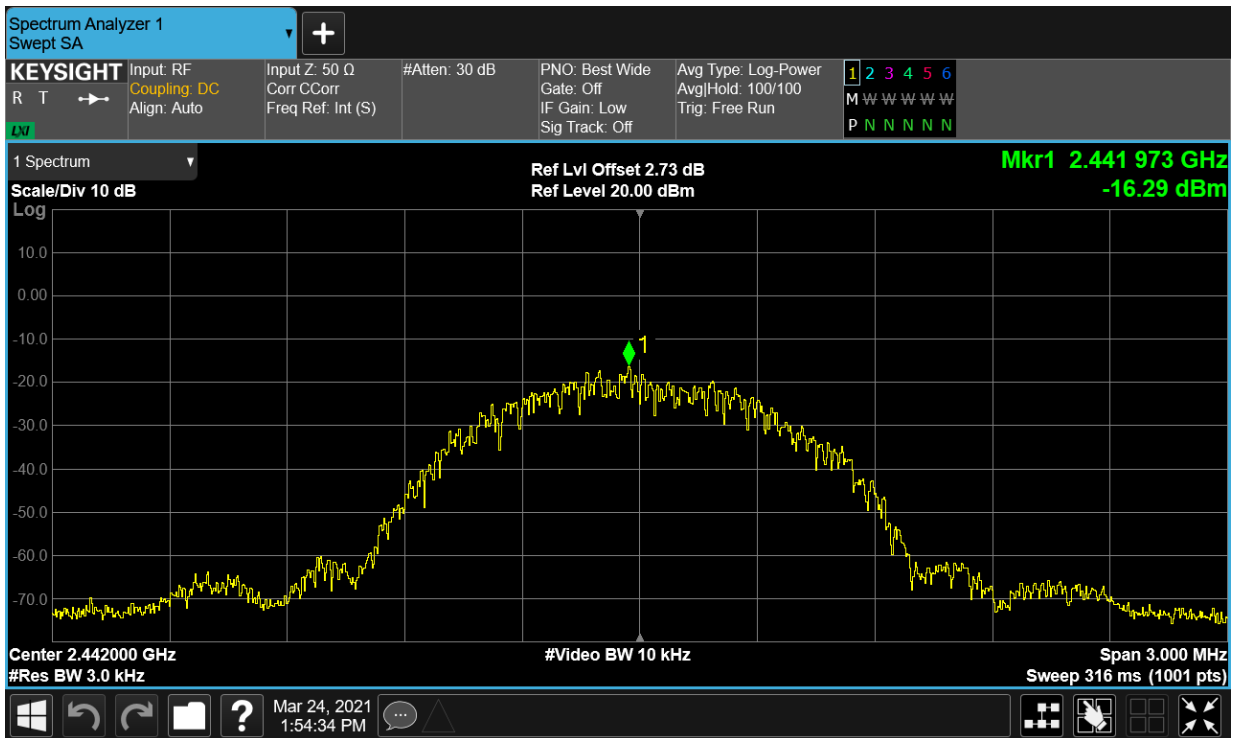 Spectrum Analyzer 1
Swept SA
KEYSIGHT
R T
LXI
Input: RF
Coupling: DC
Align: Auto
Input Z: 50 Ω
Corr CCorr
Freq Ref: Int (S)
#Atten: 30 dB
PNO: Best Wide
Gate: Off
IF Gain: Low
Sig Track: Off
Avg Type: Log-Power
Avg|Hold: 100/100
Trig: Free Run
1 2 3 4 5 6
M W W W W W
P N N N N N
1 Spectrum
Scale/Div 10 dB
Log
Ref Lvl Offset 2.73 dB
Ref Level 20.00 dBm
Mkr1 2.441 973 GHz
-16.29 dBm
10.0
0.00
-10.0
-20.0
-30.0
-40.0
-50.0
-60.0
-70.0
1
Center 2.442000 GHz
#Res BW 3.0 kHz
#Video BW 10 kHz
Span 3.000 MHz
Sweep 316 ms (1001 pts)
?
Mar 24, 2021
1:54:34 PM